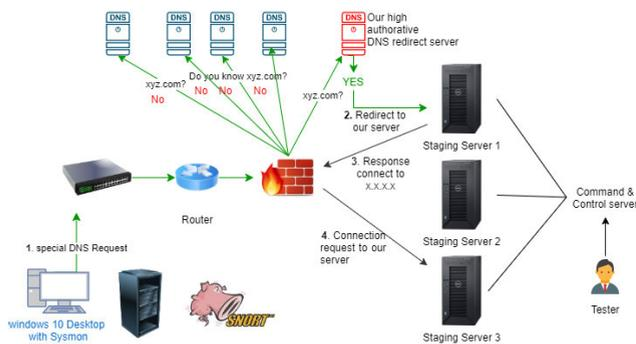 DNS
DNS
DNS
DNS
DNS
Our high
authorative
DNS redirect server
xyz.com?
No
Do you know xyz.com?
No
No
No
xyz.com?
YES
2. Redirect to
our server
Staging Server 1
3. Response
connect to
X.X.X.X
Router
Command &
Control server
1. special DNS Request
4. Connection
request to our
server
Staging Server 2
SNORT
Tester
windows 10 Desktop
with Sysmon
Staging Server 3